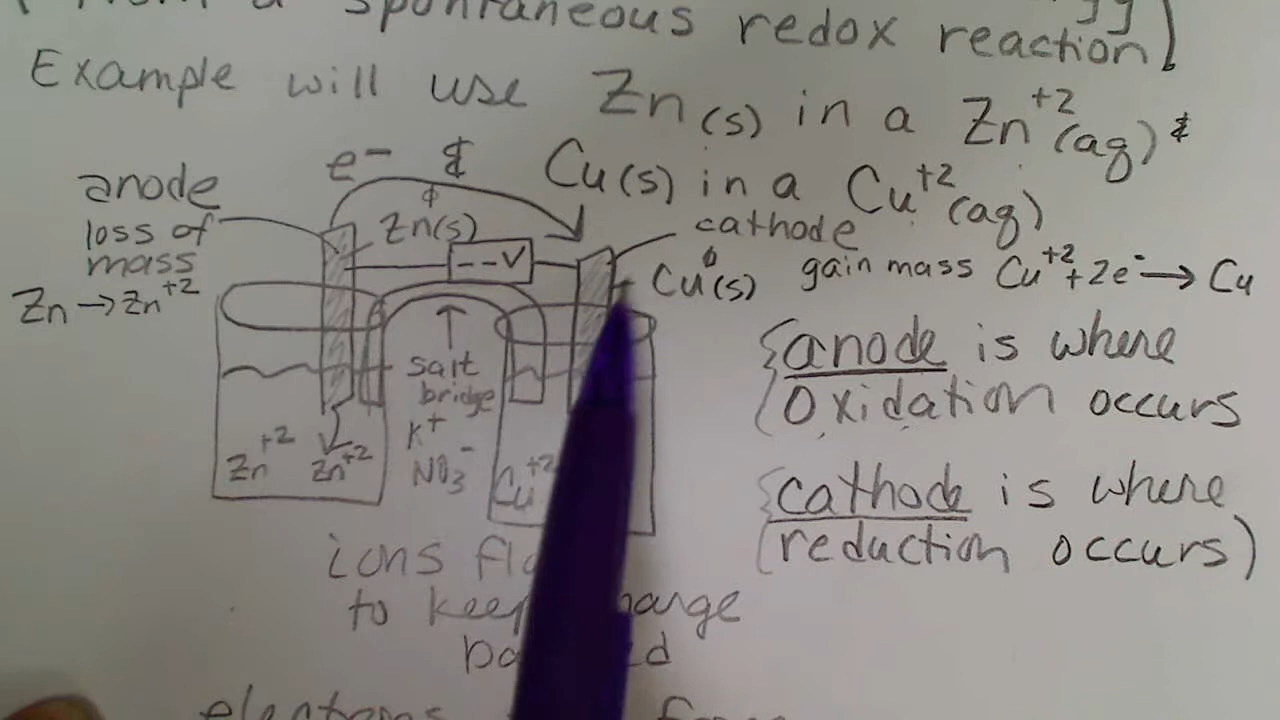 from a spontaneous redox reaction)
Example will use Zn(s) in a Zn+2(aq) &
Cu(s) in a Cu+2(aq)
anode
loss of
mass
Zn → Zn+2
e-
Zn(s)
--V
cathode
Cu(s) gain mass Cu+2 + 2e- → Cu
salt
bridge
K+
NO3-
Zn+2
Zn+2
Cu+2
anode is where
oxidation occurs
cathode is where
(reduction occurs)
ions
to
electrons